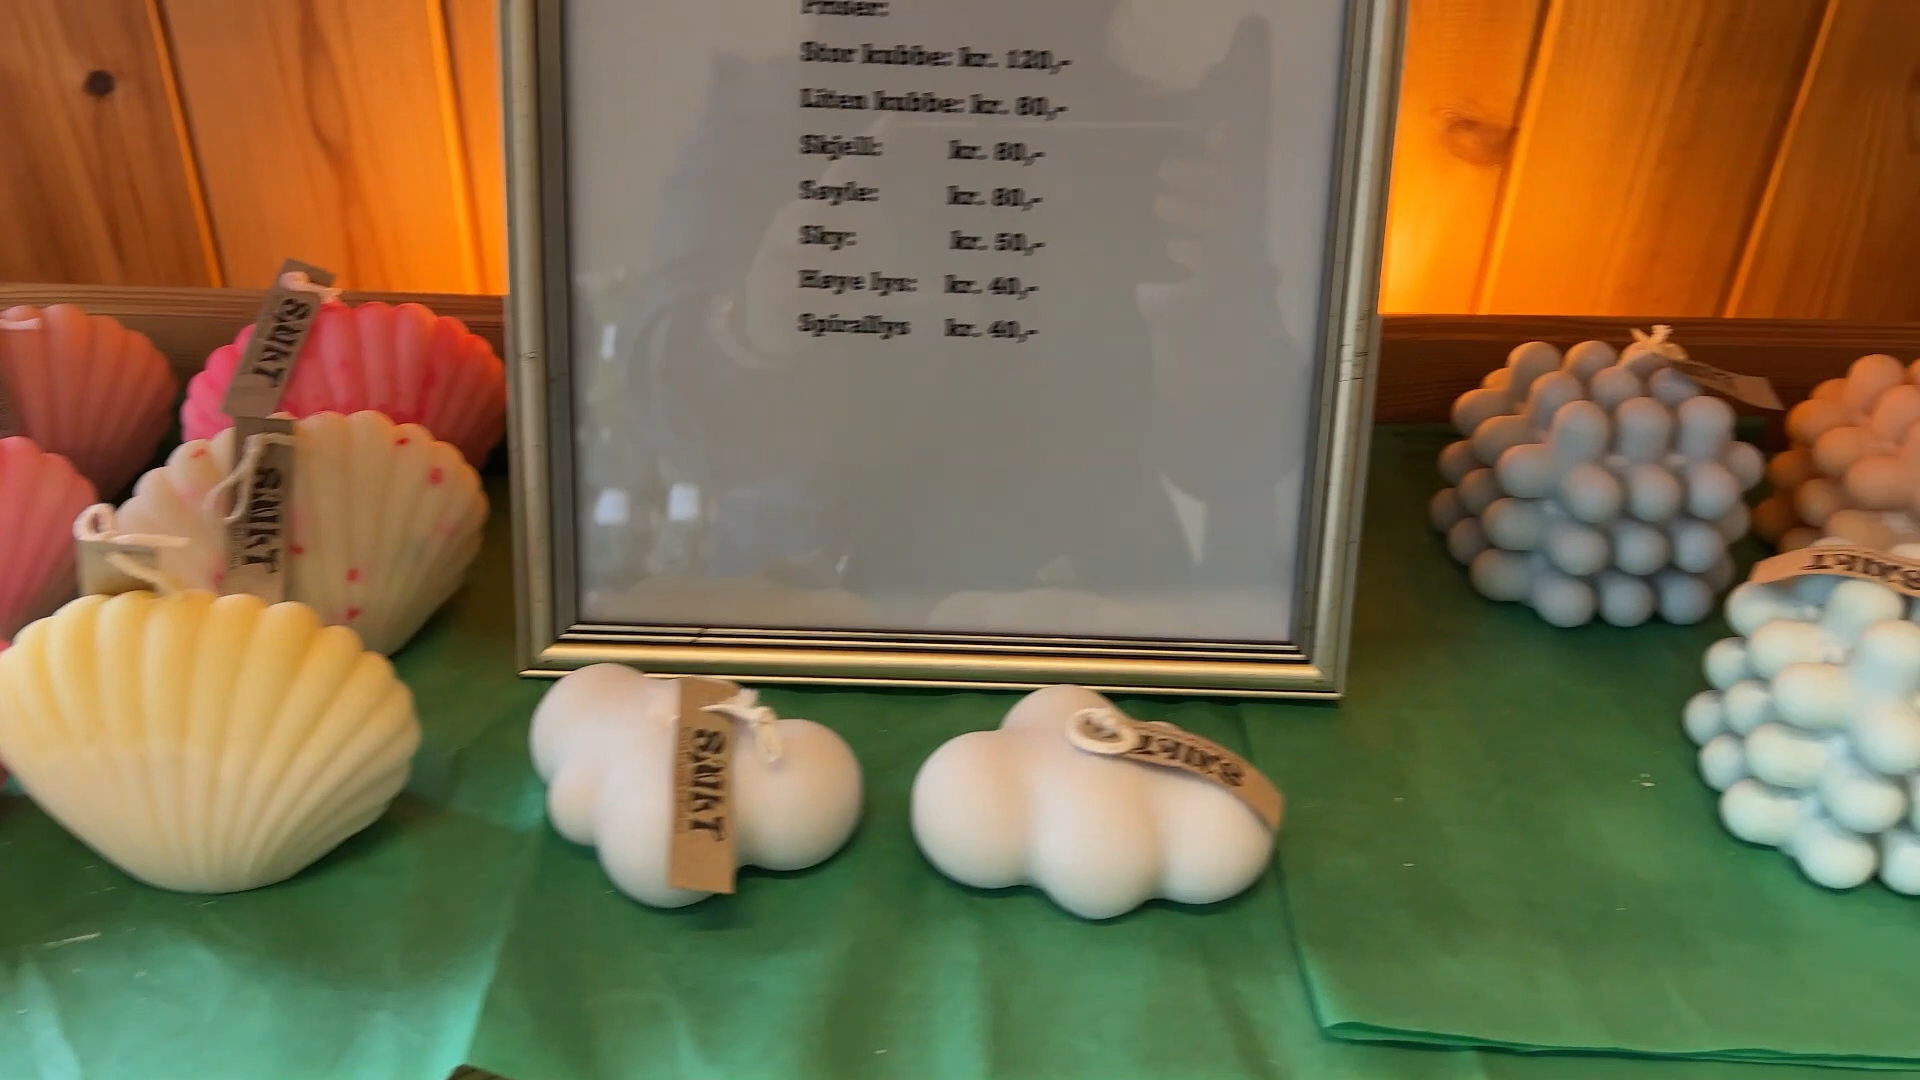 Priser:
Stor kubbe: kr. 120,-
Liten kubbe: kr. 80,-
Skjell: kr. 80,-
Søyle: kr. 80,-
Sky: kr. 50,-
Høye lys: kr. 40,-
Spirallys kr. 40,-